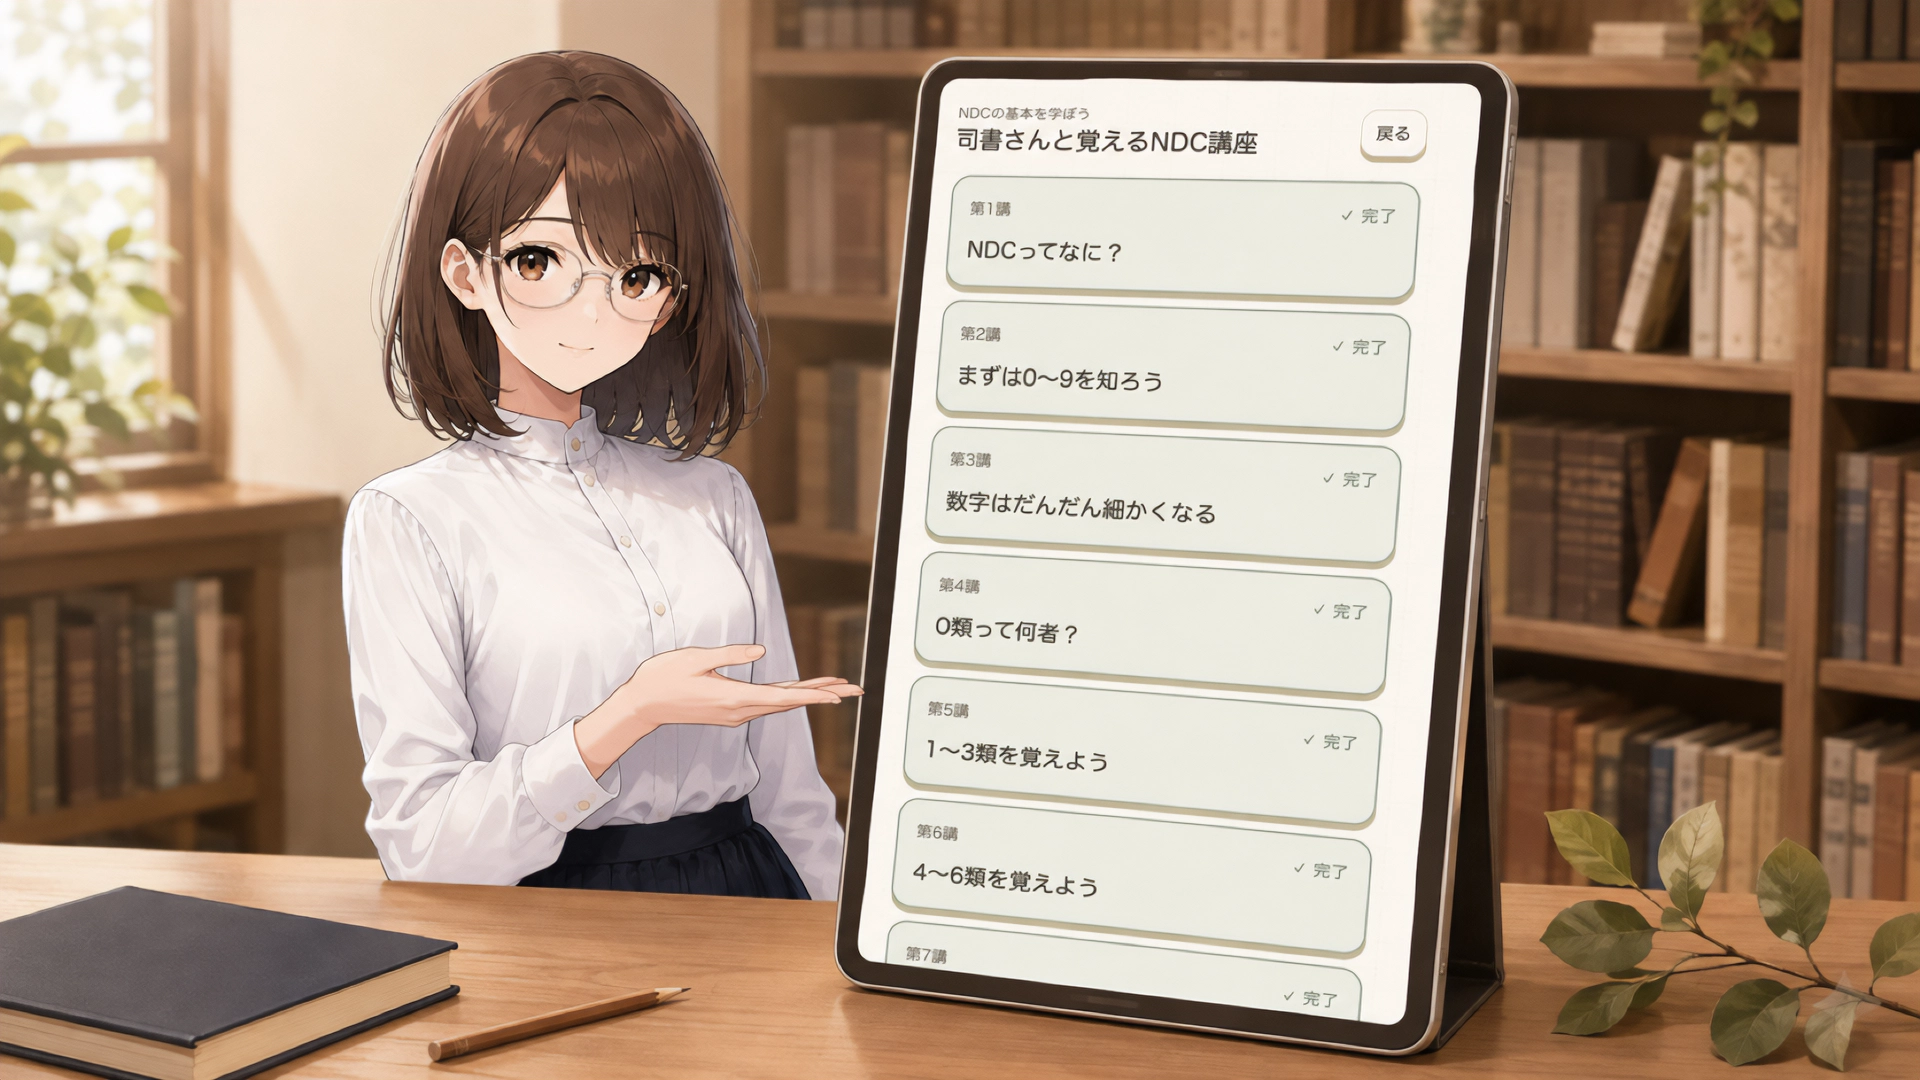 NDCの基本を学ぼう
司書さんと覚えるNDC講座
戻る
第1講
✓ 完了
NDCってなに？
第2講
✓ 完了
まずは0〜9を知ろう
第3講
✓ 完了
数字はだんだん細かくなる
第4講
✓ 完了
0類って何者？
第5講
✓ 完了
1〜3類を覚えよう
第6講
✓ 完了
4〜6類を覚えよう
第7講
✓ 完了